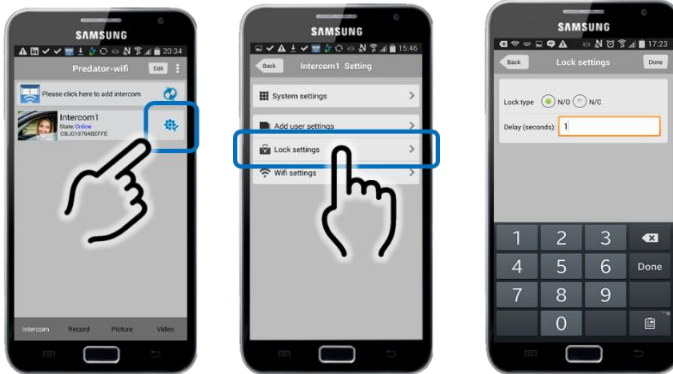 SAMSUNG
20:34
Predator-wifi
Edit
Please click here to add intercom
Intercom1
State: Online
Intercom
Record
Picture
Video
SAMSUNG
15:46
Back
Intercom1 Setting
System settings
Add user settings
Lock settings
Wifi settings
SAMSUNG
17:23
Back
Lock settings
Done
Lock type N/O N/C
Delay (seconds): 1
1 2 3
4 5 6 Done
7 8 9
0